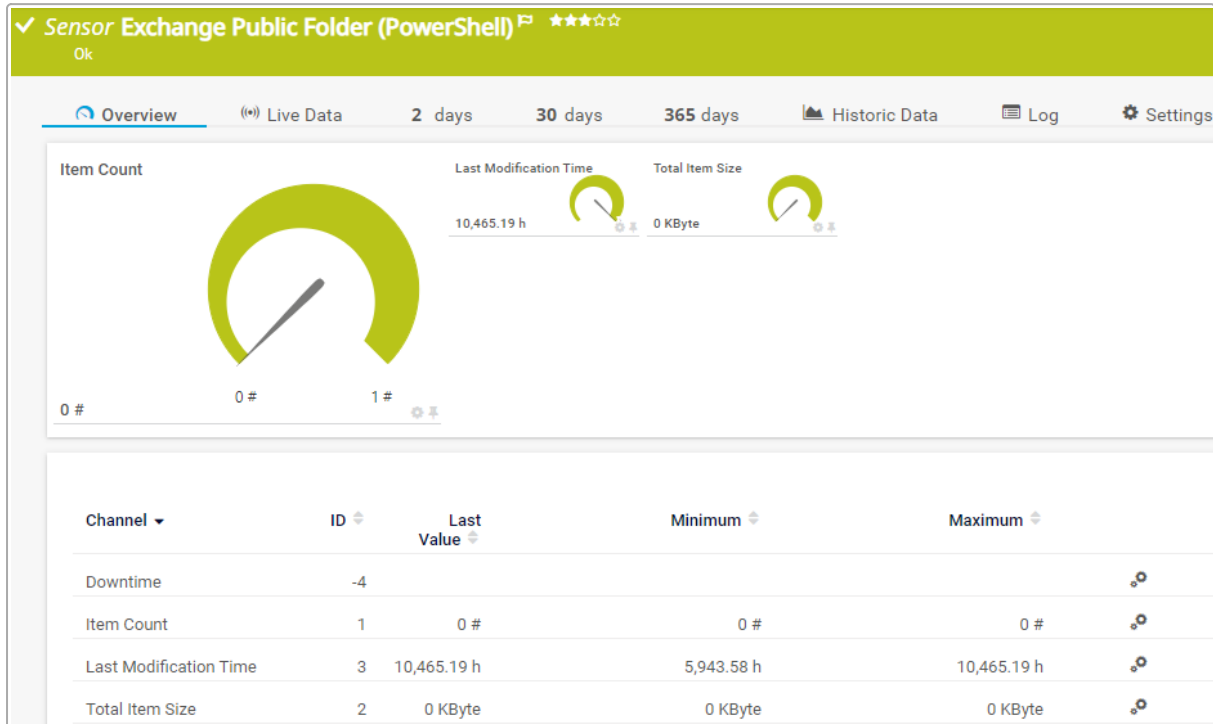 Sensor Exchange Public Folder (PowerShell)
Ok
Overview Live Data 2 days 30 days 365 days Historic Data Log Settings
Item Count
Last Modification Time
Total Item Size
10,465.19 h
0 KByte
0 #
1 #
0 #
Channel ID Last Value Minimum Maximum
Downtime -4
Item Count 1 0 # 0 # 0 #
Last Modification Time 3 10,465.19 h 5,943.58 h 10,465.19 h
Total Item Size 2 0 KByte 0 KByte 0 KByte